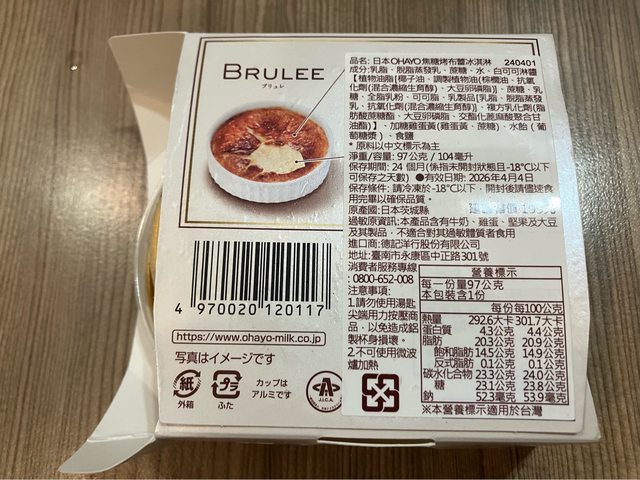 BRULEE
ブリュレ
4 970020 120117
https://www.ohayo-milk.co.jp
写真はイメージです
紙
外箱
プラ
ふた
カップは
アルミです
J.I.C.A.
品名: 日本OHAYO焦糖烤布蕾冰淇淋 240401
成分:乳脂、脫脂蒸發乳、蔗糖、水、白可可淋醬
【植物油脂[椰子油、調製植物油(棕櫚油、抗氧
化劑(混合濃縮生育醇)、大豆卵磷脂)]、蔗糖、乳
糖、全脂乳粉、可可脂、乳製品[乳脂、脫脂蒸發
乳、抗氧化劑(混合濃縮生育醇)]、複方乳化劑(脂
肪酸蔗糖酯、大豆卵磷脂、交酯化蓖麻酸聚合甘
油酯)】、加糖雞蛋黃(雞蛋黃、蔗糖)、水飴(葡
萄糖漿)、食鹽
* 原料以中文標示為主
淨重/容量: 97公克 / 104毫升
保存期間: 24 個月(係指未開封狀態且-18℃以下
可保存之天數) ●有效日期: 2026年4月4日
保存條件: 請冷凍於-18℃以下，開封後請儘速食
用完畢以確保品質。
原產國:日本茨城縣
過敏原資訊:本產品含有牛奶、雞蛋、堅果及大豆
及其製品，不適合對其過敏體質者食用
進口商:德記洋行股份有限公司
地址:臺南市永康區中正路301號
消費者服務專線
: 0800-652-008
注意事項:
1.請勿使用湯匙
尖端用力按壓商
品，以免造成鋁
製杯身損壞。
2.不可使用微波
爐加熱
營養標示
每一份量97公克
本包裝含1份
每份 每100公克
熱量 292.6大卡 301.7大卡
蛋白質 4.3公克 4.4公克
脂肪 20.3公克 20.9公克
飽和脂肪 14.5公克 14.9公克
反式脂肪 0.1公克 0.1公克
碳水化合物 23.3公克 24.0公克
糖 23.1公克 23.8公克
鈉 52.3毫克 53.9毫克
※本營養標示適用於台灣